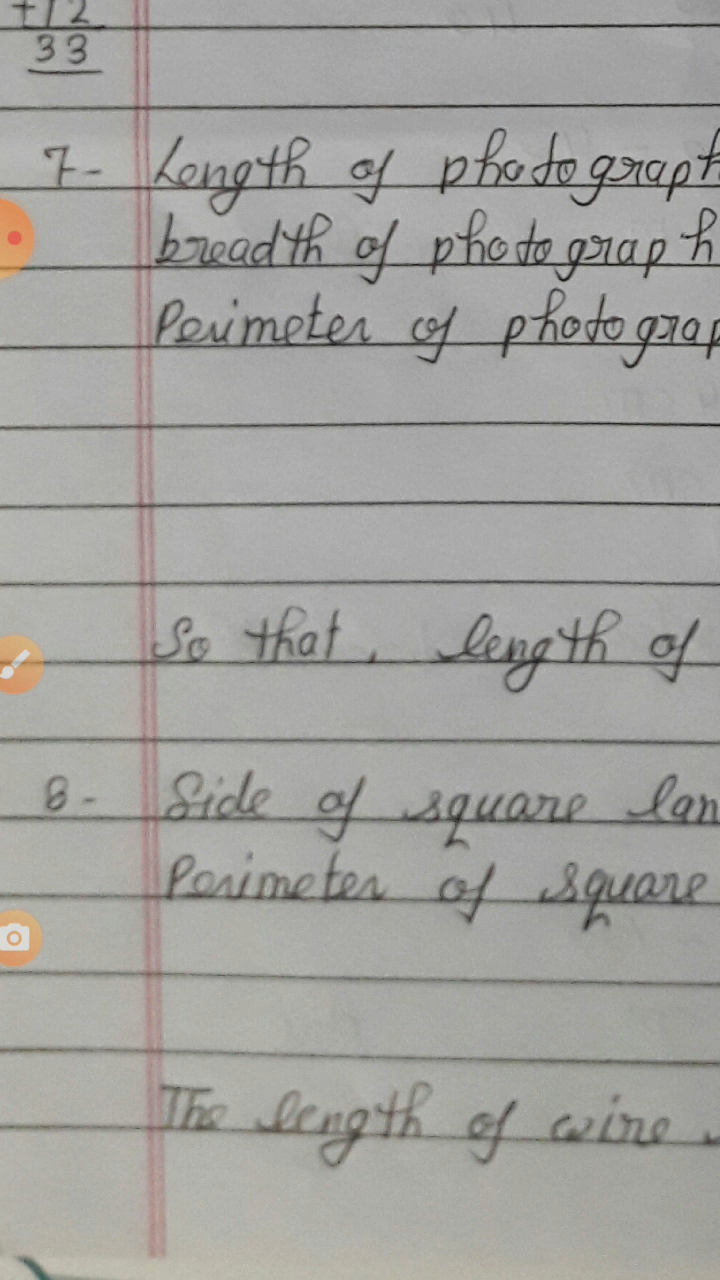 +12
33
7- Length of photograph
breadth of photograph
Perimeter of photograp
So that, length of
8- Side of square lan
Perimeter of square
The length of wire